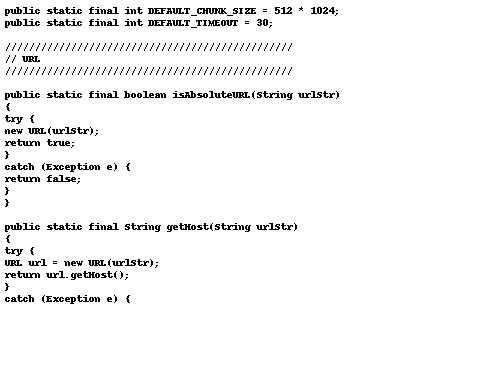 public static final int DEFAULT_CHUNK_SIZE = 512 * 1024;
public static final int DEFAULT_TIMEOUT = 30;
////////////////////////////////////////////////
// URL
////////////////////////////////////////////////
public static final boolean isAbsoluteURL(String urlStr)
{
try {
new URL(urlStr);
return true;
}
catch (Exception e) {
return false;
}
}
public static final String getHost(String urlStr)
{
try {
URL url = new URL(urlStr);
return url.getHost();
}
catch (Exception e) {